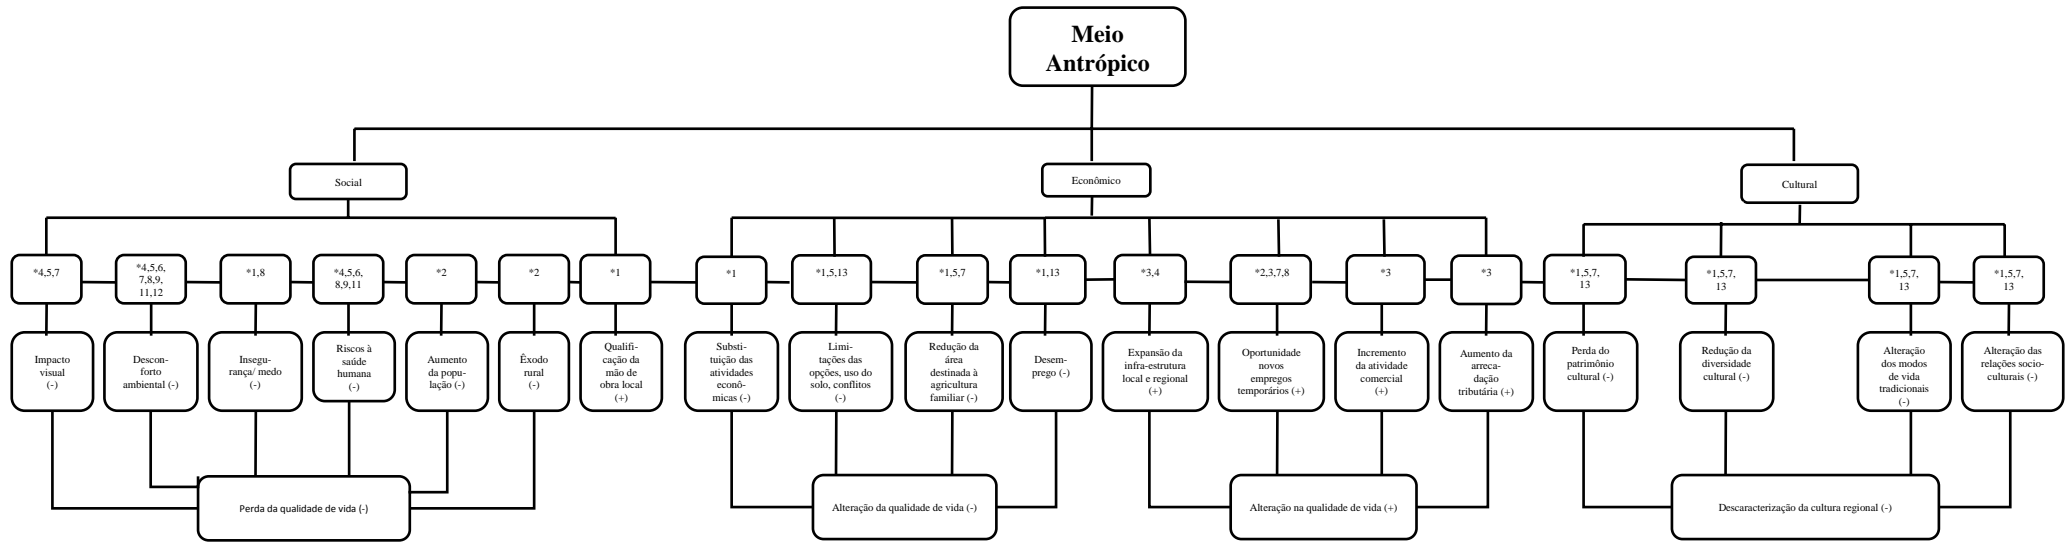 Meio
Antrópico
Social
Econômico
Cultural
*4,5,7
*4,5,6,
7,8,9,
11,12
*1,8
*4,5,6,
8,9,11
*2
*2
*1
*1
*1,5,13
*1,5,7
*1,13
*3,4
*2,3,7,8
*3
*3
*1,5,7,
13
*1,5,7,
13
*1,5,7,
13
*1,5,7,
13
Impacto
visual
(-)
Descon-
forto
ambiental (-)
Insegu-
rança/ medo
(-)
Riscos à
saúde
humana
(-)
Aumento
da popu-
lação (-)
Êxodo
rural
(-)
Qualifi-
cação da
mão de
obra local
(+)
Substi-
tuição das
atividades
econô-
micas (-)
Limi-
tações das
opções, uso do
solo, conflitos
(-)
Redução da
área
destinada à
agricultura
familiar (-)
Desem-
prego (-)
Expansão da
infra-estrutura
local e regional
(+)
Oportunidade
novos
empregos
temporários (+)
Incremento
da atividade
comercial
(+)
Aumento da
arreca-
dação
tributária (+)
Perda do
patrimônio
cultural (-)
Redução da
diversidade
cultural (-)
Alteração
dos modos
de vida
tradicionais
(-)
Alteração das
relações socio-
culturais (-)
Perda da qualidade de vida (-)
Alteração da qualidade de vida (-)
Alteração na qualidade de vida (+)
Descaracterização da cultura regional (-)